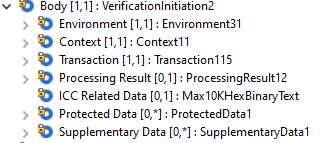 Body [1,1] : VerificationInitiation2
Environment [1,1] : Environment31
Context [1,1] : Context11
Transaction [1,1] : Transaction115
Processing Result [0,1] : ProcessingResult12
ICC Related Data [0,1] : Max10KHexBinaryText
Protected Data [0,*] : ProtectedData1
Supplementary Data [0,*] : SupplementaryData1